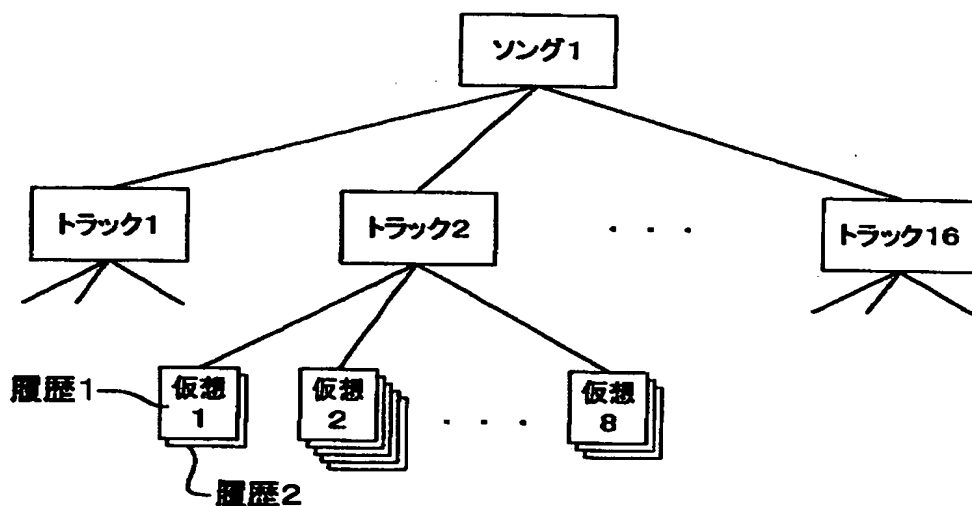 ソング1
トラック1
トラック2
・・・
トラック16
履歴1
仮想
1
仮想
2
・・・
仮想
8
履歴2